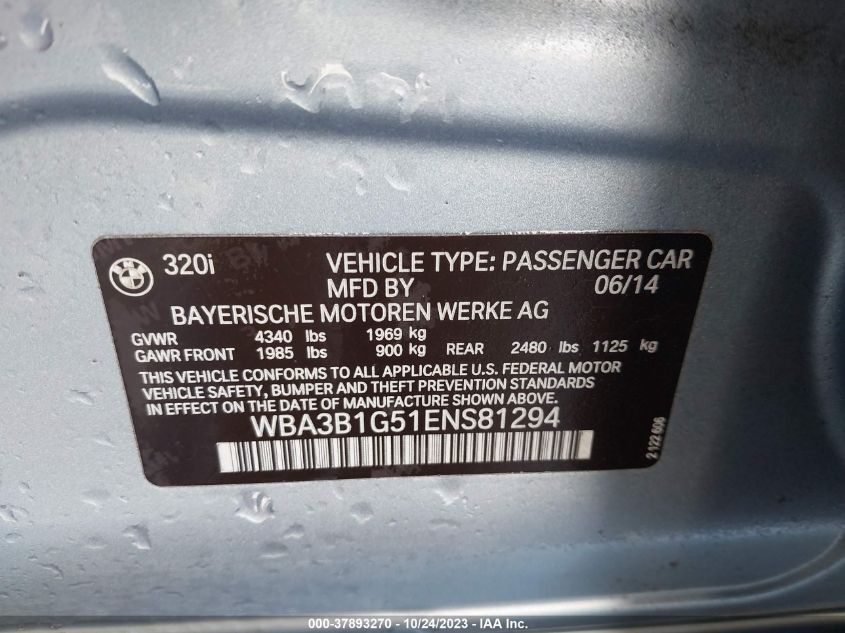 320i VEHICLE TYPE: PASSENGER CAR
MFD BY 06/14
BAYERISCHE MOTOREN WERKE AG
GVWR 4340 lbs 1969 kg
GAWR FRONT 1985 lbs 900 kg REAR 2480 lbs 1125 kg
THIS VEHICLE CONFORMS TO ALL APPLICABLE U.S. FEDERAL MOTOR
VEHICLE SAFETY, BUMPER AND THEFT PREVENTION STANDARDS
IN EFFECT ON THE DATE OF MANUFACTURE SHOWN ABOVE.
WBA3B1G51ENS81294
2 122 606
000-37893270 - 10/24/2023 - IAA Inc.